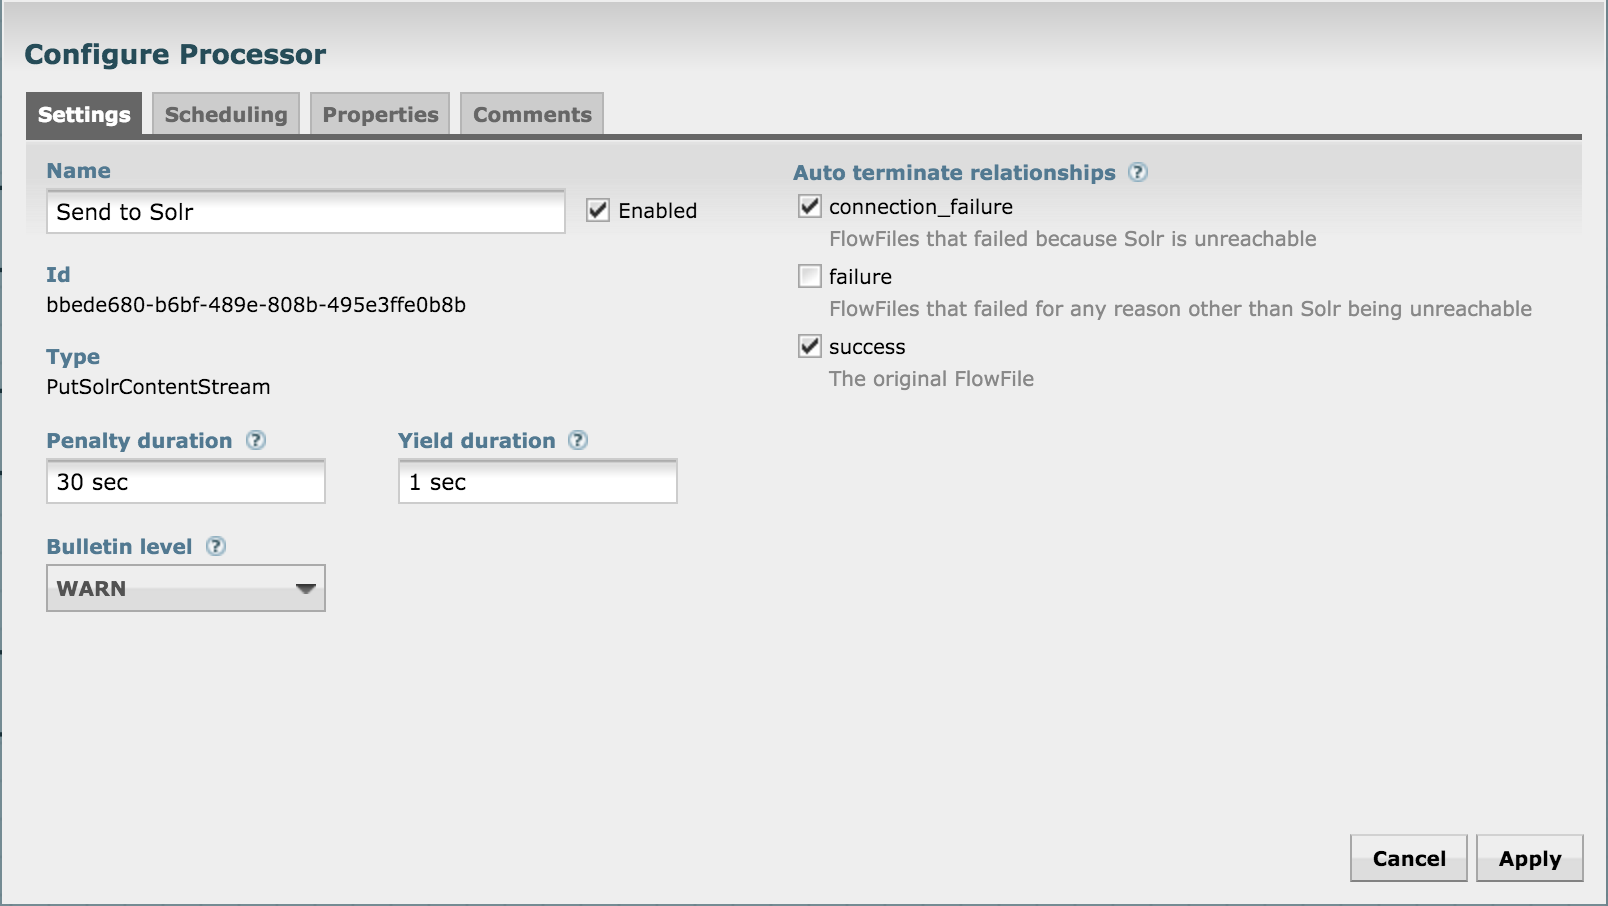 Configure Processor
Settings
Scheduling
Properties
Comments
Name
Send to Solr
Enabled
Id
bbede680-b6bf-489e-808b-495e3ffe0b8b
Type
PutSolrContentStream
Penalty duration ?
Yield duration ?
30 sec
1 sec
Bulletin level ?
WARN
Auto terminate relationships ?
connection_failure
FlowFiles that failed because Solr is unreachable
failure
FlowFiles that failed for any reason other than Solr being unreachable
success
The original FlowFile
Cancel
Apply